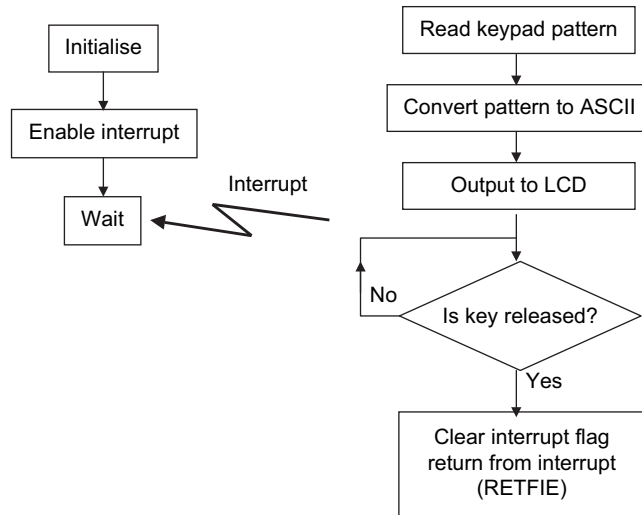 Initialise
Enable interrupt
Wait
Interrupt
Read keypad pattern
Convert pattern to ASCII
Output to LCD
No
Is key released?
Yes
Clear interrupt flag
return from interrupt
(RETFIE)